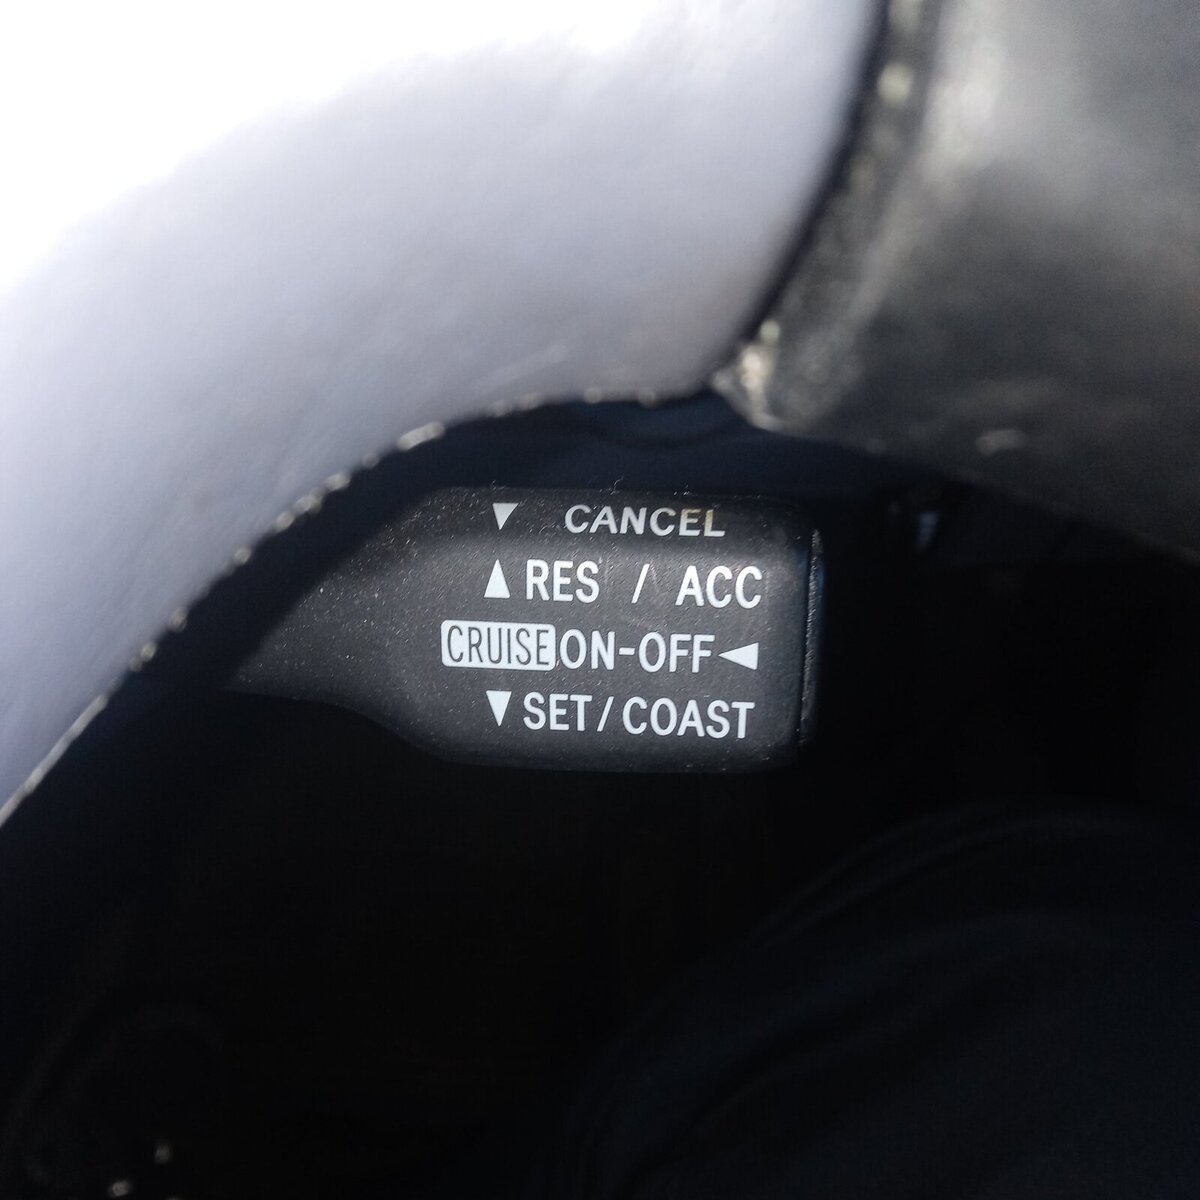 ▼ CANCEL
▲ RES / ACC
CRUISE ON-OFF ◀
▼ SET/COAST